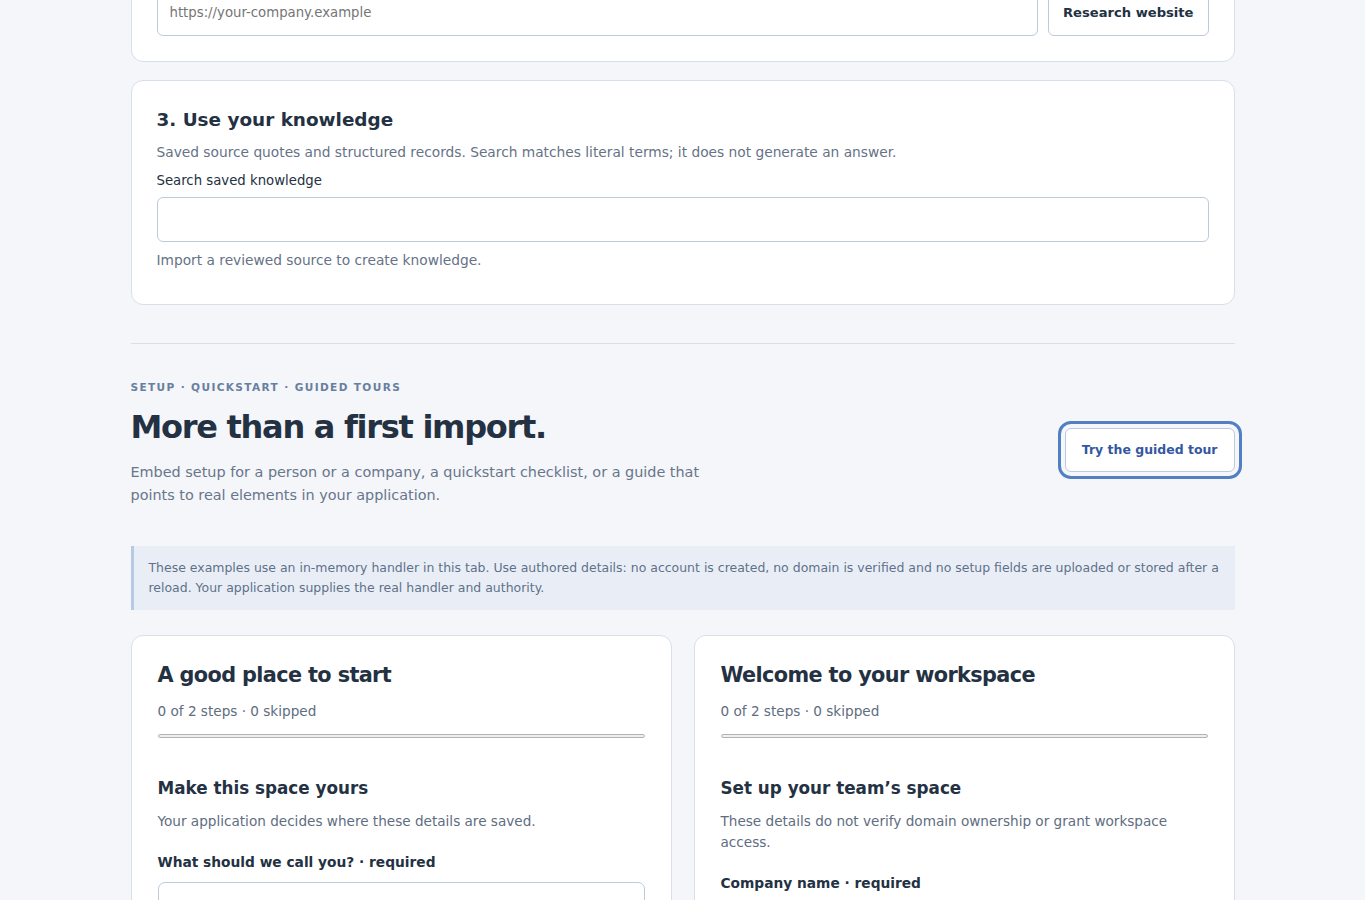 https://your-company.example
Research website
3. Use your knowledge
Saved source quotes and structured records. Search matches literal terms; it does not generate an answer.
Search saved knowledge
Import a reviewed source to create knowledge.
SETUP · QUICKSTART · GUIDED TOURS
More than a first import.
Try the guided tour
Embed setup for a person or a company, a quickstart checklist, or a guide that
points to real elements in your application.
These examples use an in-memory handler in this tab. Use authored details: no account is created, no domain is verified and no setup fields are uploaded or stored after a
reload. Your application supplies the real handler and authority.
A good place to start
0 of 2 steps · 0 skipped
Make this space yours
Your application decides where these details are saved.
What should we call you? · required
Welcome to your workspace
0 of 2 steps · 0 skipped
Set up your team’s space
These details do not verify domain ownership or grant workspace
access.
Company name · required